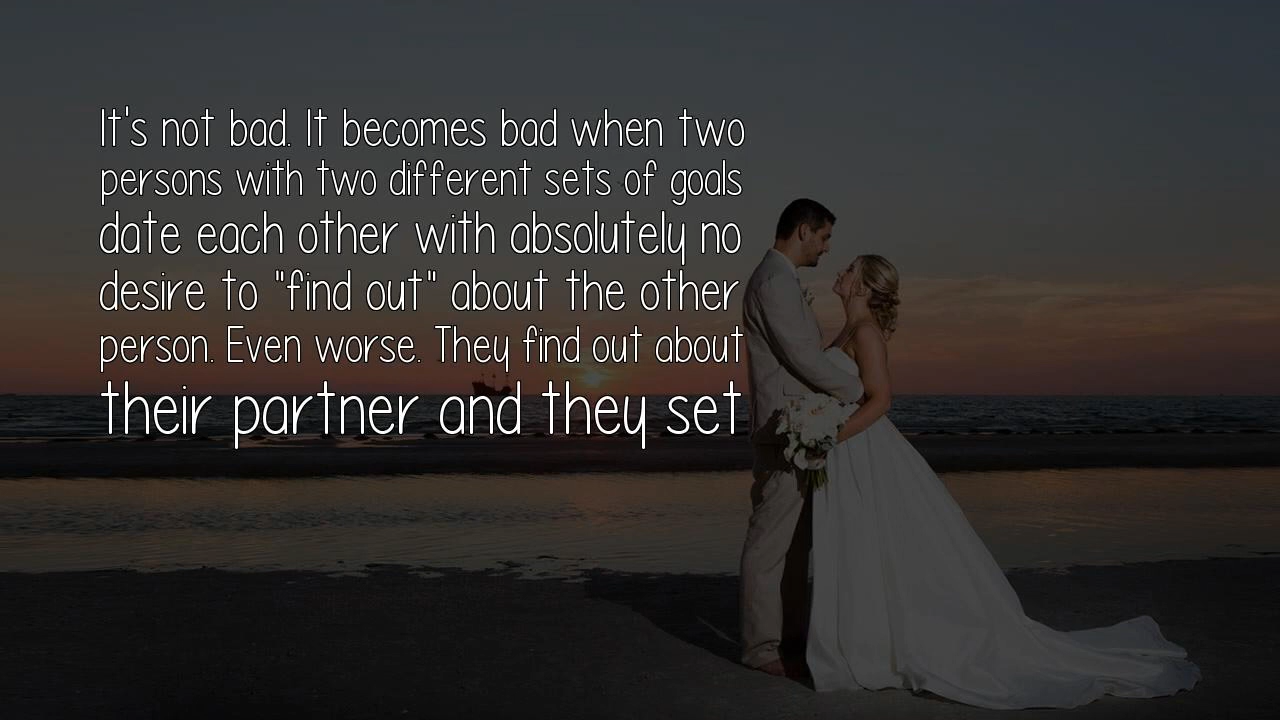 It's not bad. It becomes bad when two
persons with two different sets of goals
date each other with absolutely no
desire to "find out" about the other
person. Even worse. They find out about
their partner and they set